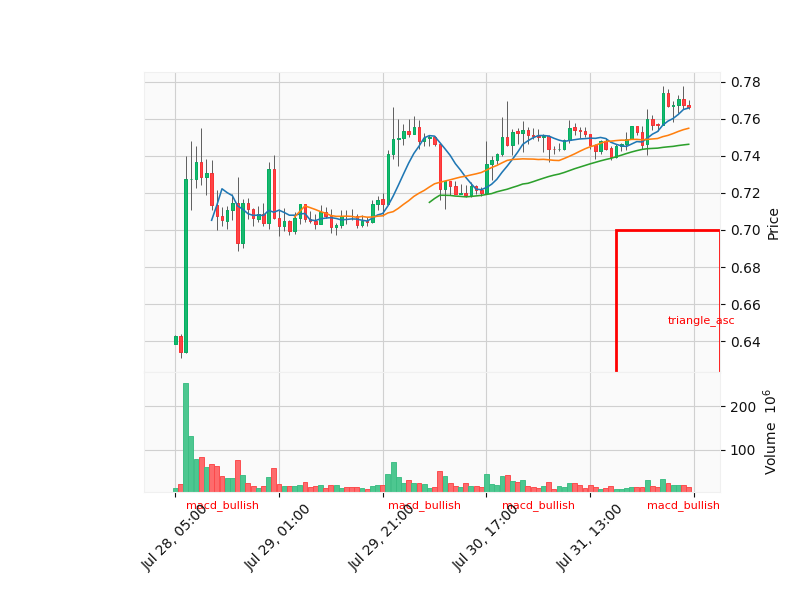 0.78
0.76
0.74
0.72
0.70
0.68
0.66
0.64
Price
triangle_asc
200
100
Volume 10^6
macd_bullish
macd_bullish
macd_bullish
macd_bullish
Jul 28, 05:00
Jul 29, 01:00
Jul 29, 21:00
Jul 30, 17:00
Jul 31, 13:00